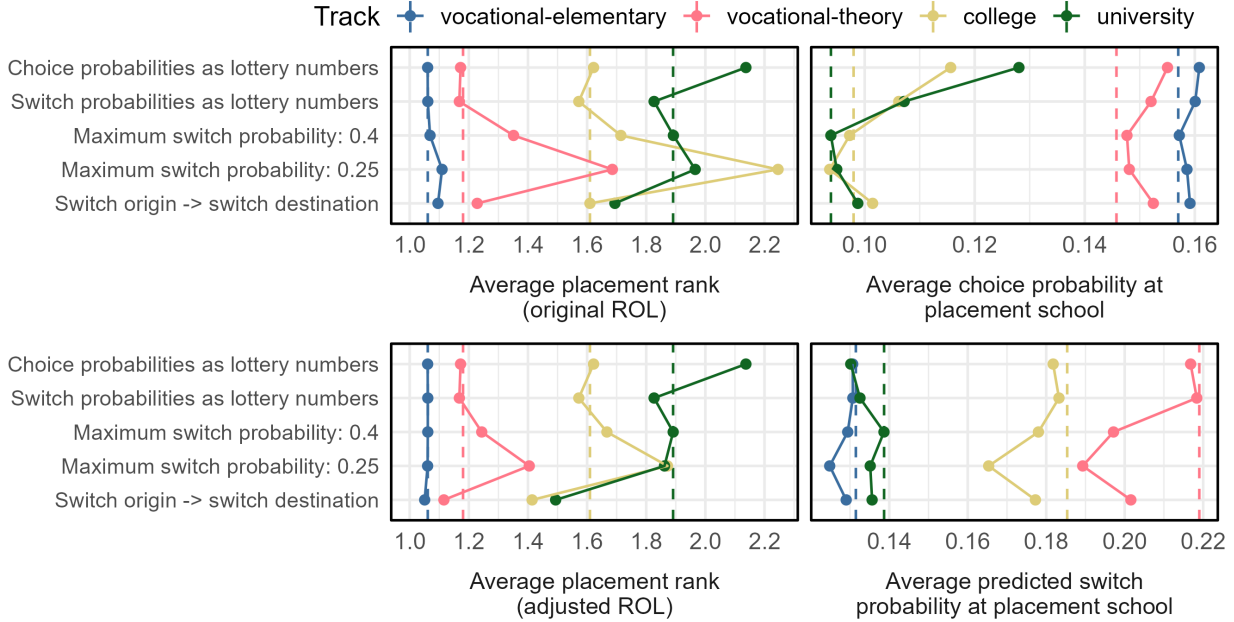 Track vocational-elementary vocational-theory college university
Choice probabilities as lottery numbers
Switch probabilities as lottery numbers
Maximum switch probability: 0.4
Maximum switch probability: 0.25
Switch origin -> switch destination
1.0 1.2 1.4 1.6 1.8 2.0 2.2
Average placement rank
(original ROL)
0.10 0.12 0.14 0.16
Average choice probability at
placement school
Choice probabilities as lottery numbers
Switch probabilities as lottery numbers
Maximum switch probability: 0.4
Maximum switch probability: 0.25
Switch origin -> switch destination
1.0 1.2 1.4 1.6 1.8 2.0 2.2
Average placement rank
(adjusted ROL)
0.14 0.16 0.18 0.20 0.22
Average predicted switch
probability at placement school